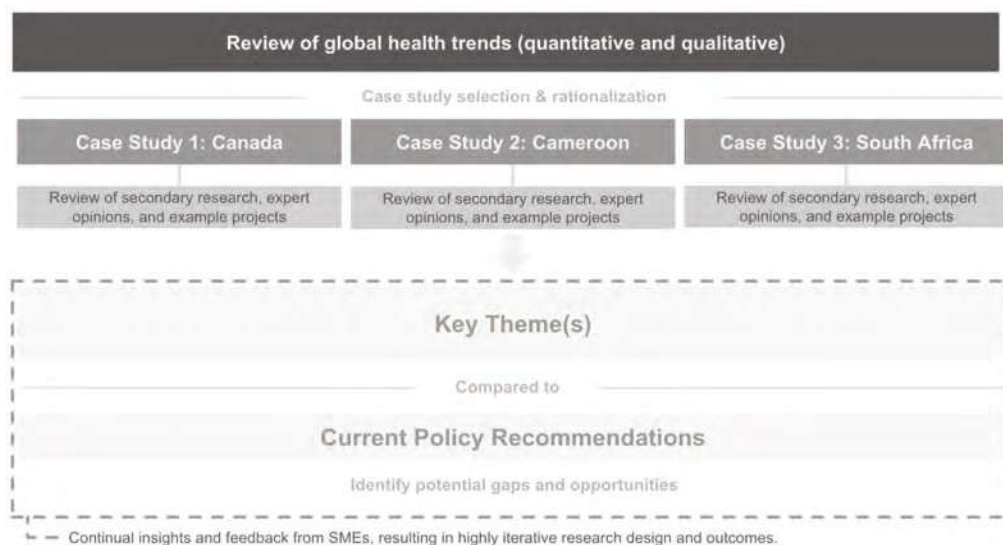 Review of global health trends (quantitative and qualitative)
Case study selection & rationalization
Case Study 1: Canada
Case Study 2: Cameroon
Case Study 3: South Africa
Review of secondary research, expert
opinions, and example projects
Review of secondary research, expert
opinions, and example projects
Review of secondary research, expert
opinions, and example projects
Key Theme(s)
Compared to
Current Policy Recommendations
Identify potential gaps and opportunities
Continual insights and feedback from SMEs, resulting in highly iterative research design and outcomes.